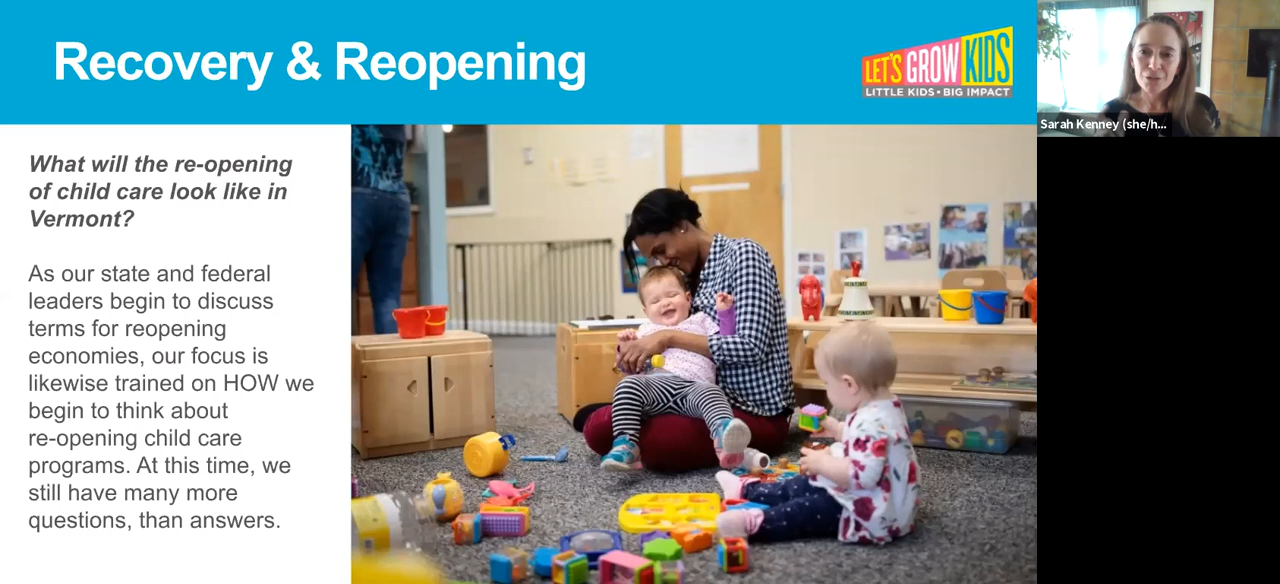 Recovery & Reopening
LET'S GROW KIDS
LITTLE KIDS • BIG IMPACT
Sarah Kenney (she/h...
What will the re-opening
of child care look like in
Vermont?
As our state and federal
leaders begin to discuss
terms for reopening
economies, our focus is
likewise trained on HOW we
begin to think about
re-opening child care
programs. At this time, we
still have many more
questions, than answers.